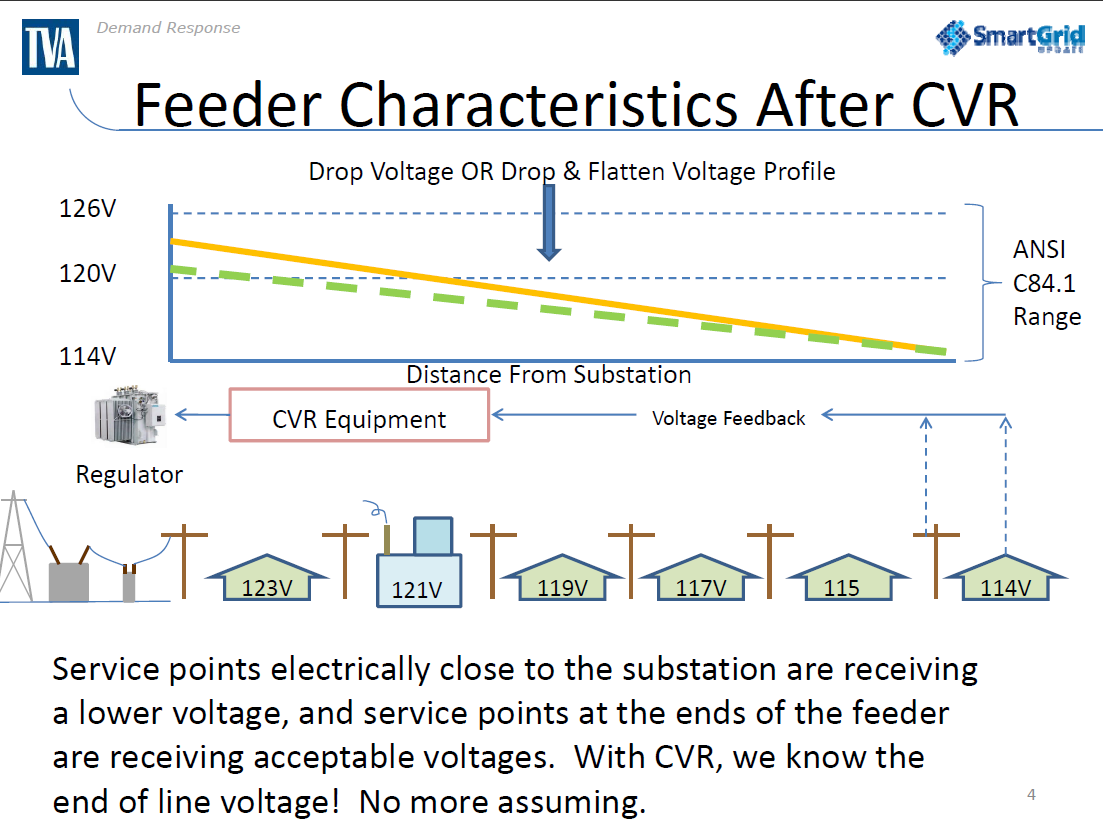 TVA
Demand Response
SmartGrid
UPDATE
Feeder Characteristics After CVR
Drop Voltage OR Drop & Flatten Voltage Profile
126V
120V
114V
ANSI
C84.1
Range
Distance From Substation
CVR Equipment
Voltage Feedback
Regulator
123V
121V
119V
117V
115
114V
Service points electrically close to the substation are receiving
a lower voltage, and service points at the ends of the feeder
are receiving acceptable voltages.  With CVR, we know the
end of line voltage!  No more assuming.
4